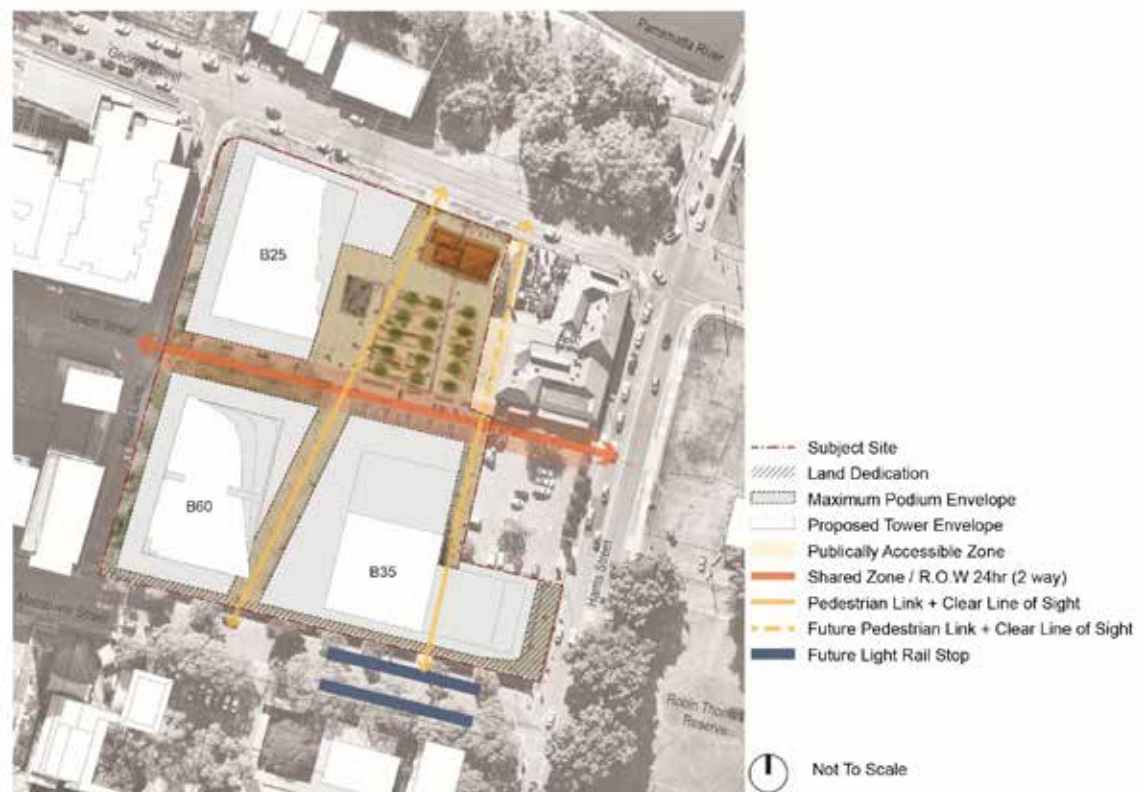 Parramatta River
George Street
B25
Union Street
B60
B35
Harris Street
Macquarie Street
Robin Thomas
Reserve
Subject Site
Land Dedication
Maximum Podium Envelope
Proposed Tower Envelope
Publically Accessible Zone
Shared Zone / R.O.W 24hr (2 way)
Pedestrian Link + Clear Line of Sight
Future Pedestrian Link + Clear Line of Sight
Future Light Rail Stop
Not To Scale